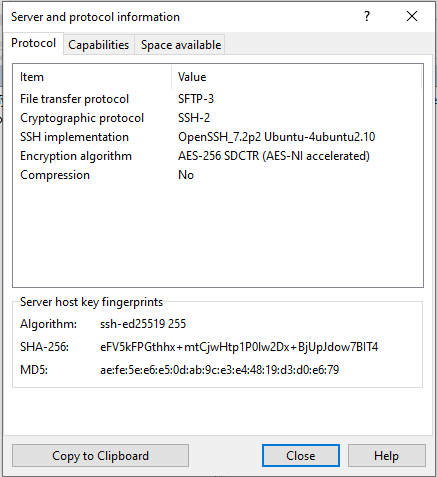 Server and protocol information
Protocol Capabilities Space available
Item Value
File transfer protocol SFTP-3
Cryptographic protocol SSH-2
SSH implementation OpenSSH_7.2p2 Ubuntu-4ubuntu2.10
Encryption algorithm AES-256 SDCTR (AES-NI accelerated)
Compression No
Server host key fingerprints
Algorithm: ssh-ed25519 255
SHA-256: eFV5kFPGthhx+mtCjwHtp1P0lw2Dx+BjUpJdow7BlT4
MD5: ae:fe:5e:e6:e5:0d:ab:9c:e3:e4:48:19:d3:d0:e6:79
Copy to Clipboard Close Help